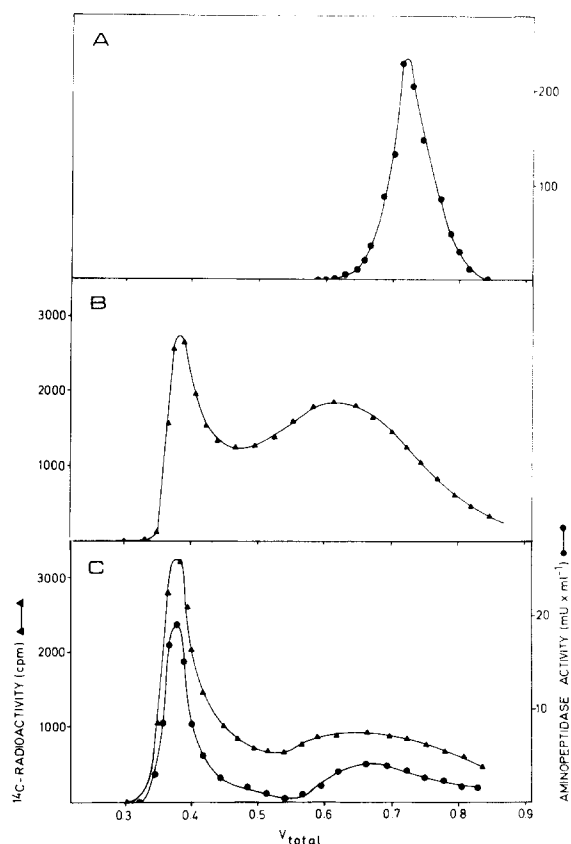 A
200
100
B
3000
2000
1000
C
3000
2000
1000
20
10
¹⁴C-RADIOACTIVITY (cpm)
AMINOPEPTIDASE ACTIVITY (mU x ml⁻¹)
0.3 0.4 0.5 0.6 0.7 0.8 0.9
V total